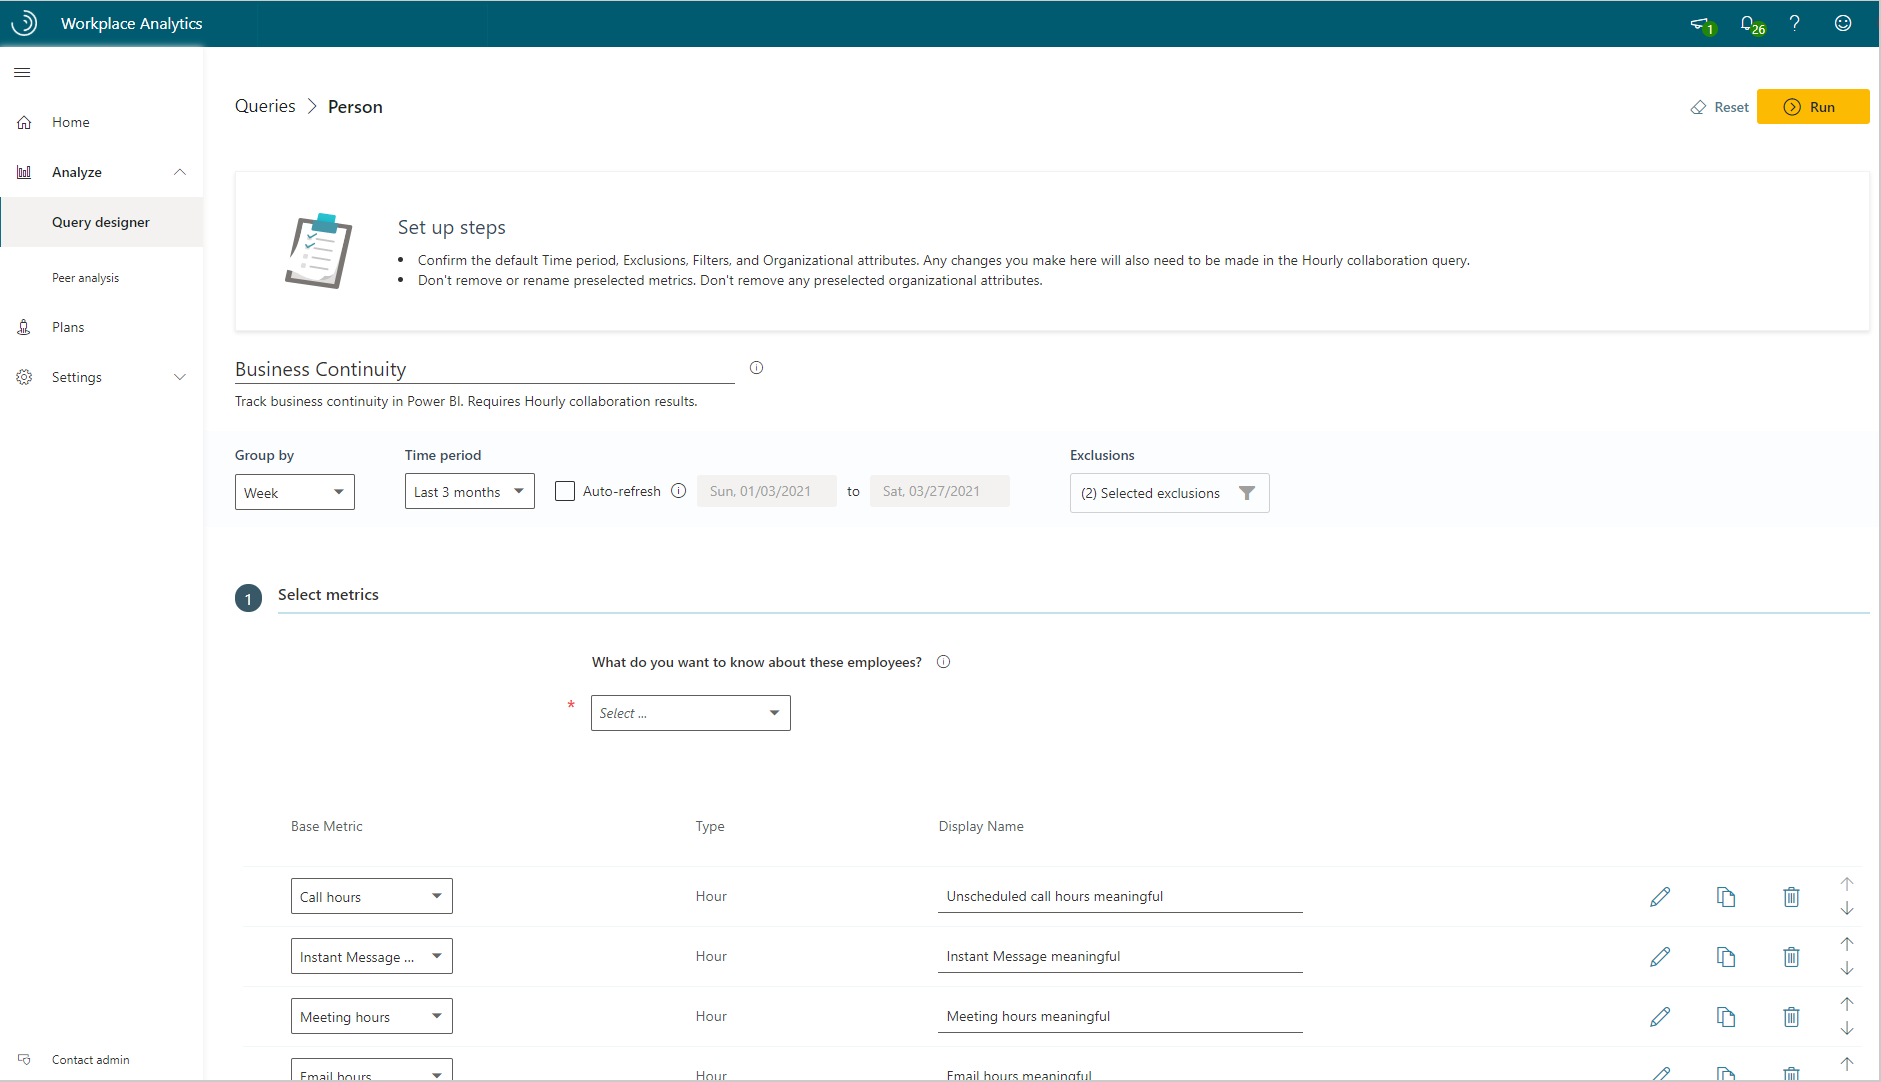 Workplace Analytics
1
26
Home
Analyze
Query designer
Peer analysis
Plans
Settings
Contact admin
Queries > Person
Reset
Run
Set up steps
• Confirm the default Time period, Exclusions, Filters, and Organizational attributes. Any changes you make here will also need to be made in the Hourly collaboration query.
• Don't remove or rename preselected metrics. Don't remove any preselected organizational attributes.
Business Continuity
Track business continuity in Power BI. Requires Hourly collaboration results.
Group by Time period Exclusions
Week Last 3 months Auto-refresh Sun, 01/03/2021 to Sat, 03/27/2021 (2) Selected exclusions
1 Select metrics
What do you want to know about these employees?
* Select ...
Base Metric Type Display Name
Call hours Hour Unscheduled call hours meaningful
Instant Message ... Hour Instant Message meaningful
Meeting hours Hour Meeting hours meaningful
Email hours Hour Email hours meaningful